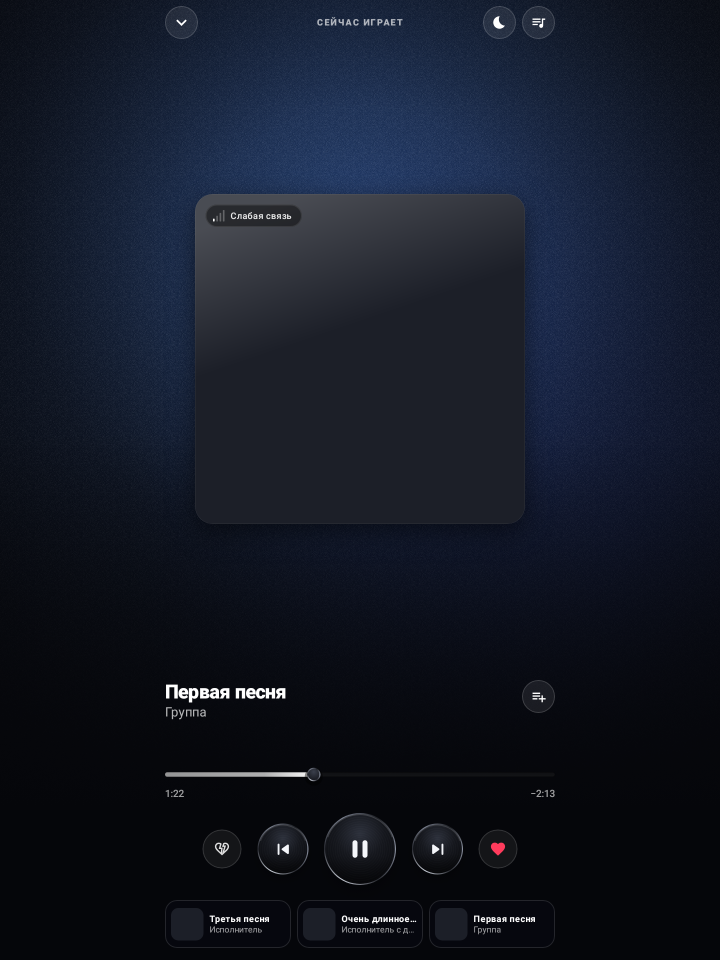 СЕЙЧАС ИГРАЕТ
Слабая связь
Первая песня
Группа
1:22
−2:13
Третья песня
Исполнитель
Очень длинное…
Исполнитель с д…
Первая песня
Группа